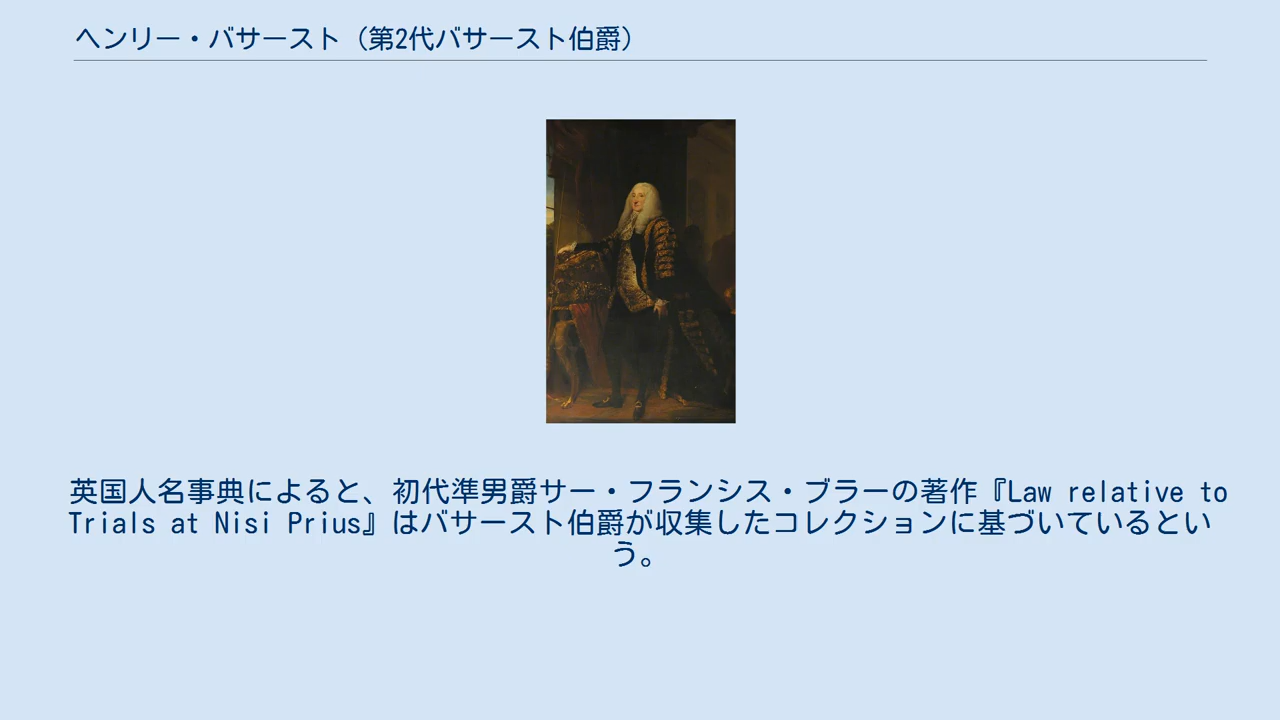 ヘンリー・バサースト（第2代バサースト伯爵）
英国人名事典によると、初代準男爵サー・フランシス・ブラーの著作『Law relative to
Trials at Nisi Prius』はバサースト伯爵が収集したコレクションに基づいているとい
う。